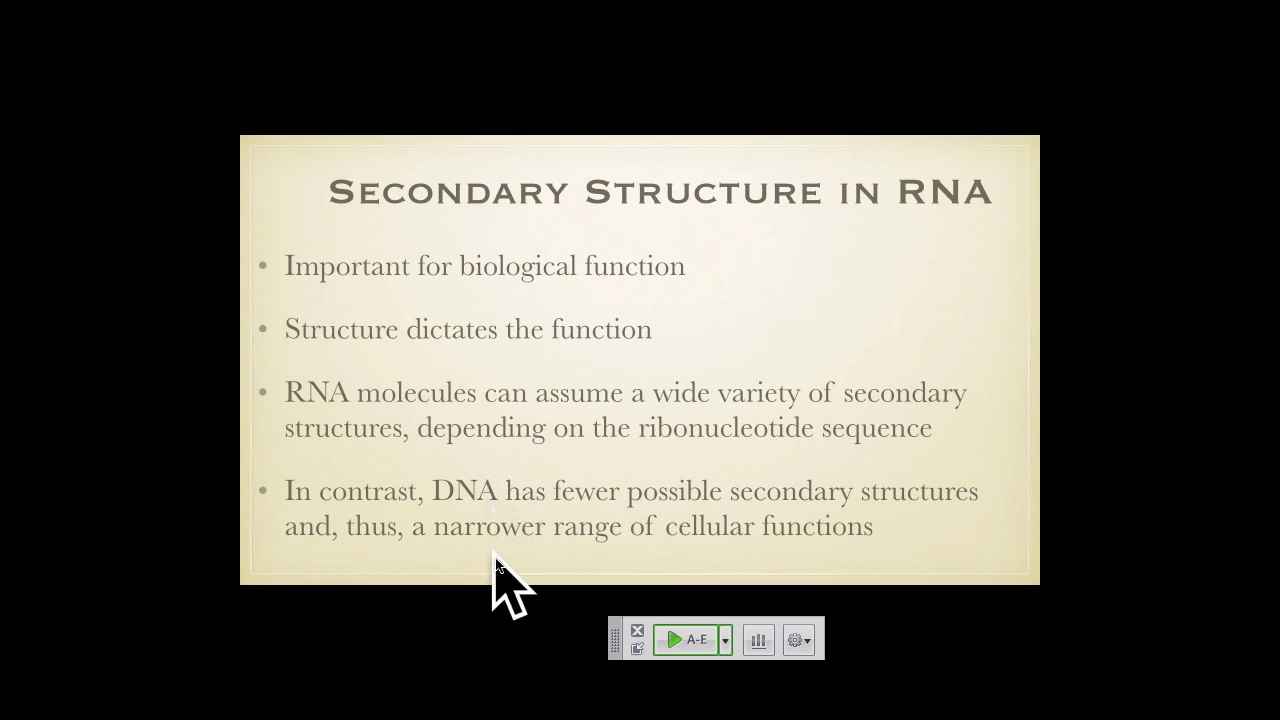 Secondary Structure in RNA
• Important for biological function
• Structure dictates the function
• RNA molecules can assume a wide variety of secondary
structures, depending on the ribonucleotide sequence
• In contrast, DNA has fewer possible secondary structures
and, thus, a narrower range of cellular functions
A-E